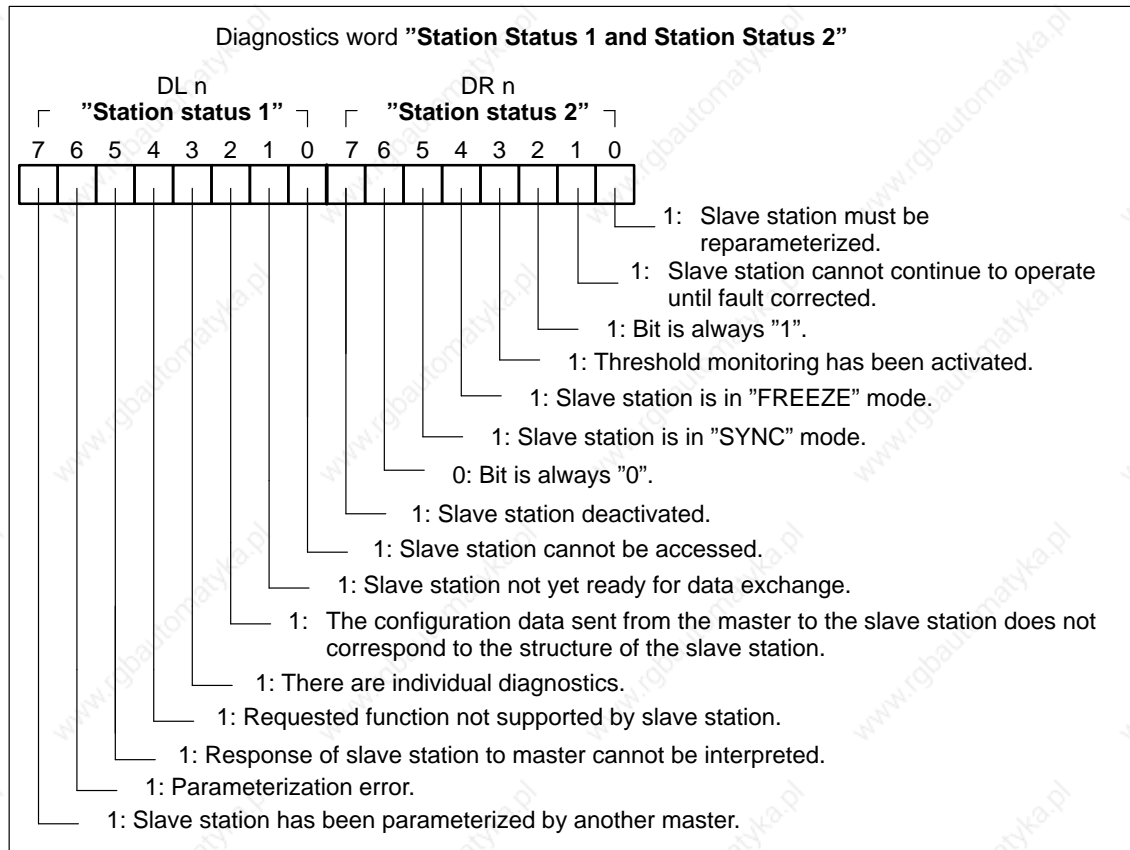 Diagnostics word ”Station Status 1 and Station Status 2”
DL n DR n
”Station status 1” ”Station status 2”
7 6 5 4 3 2 1 0 7 6 5 4 3 2 1 0
1: Slave station must be
reparameterized.
1: Slave station cannot continue to operate
until fault corrected.
1: Bit is always ”1”.
1: Threshold monitoring has been activated.
1: Slave station is in ”FREEZE” mode.
1: Slave station is in ”SYNC” mode.
0: Bit is always ”0”.
1: Slave station deactivated.
1: Slave station cannot be accessed.
1: Slave station not yet ready for data exchange.
1: The configuration data sent from the master to the slave station does not
correspond to the structure of the slave station.
1: There are individual diagnostics.
1: Requested function not supported by slave station.
1: Response of slave station to master cannot be interpreted.
1: Parameterization error.
1: Slave station has been parameterized by another master.
www.rgbautomatyka.pl